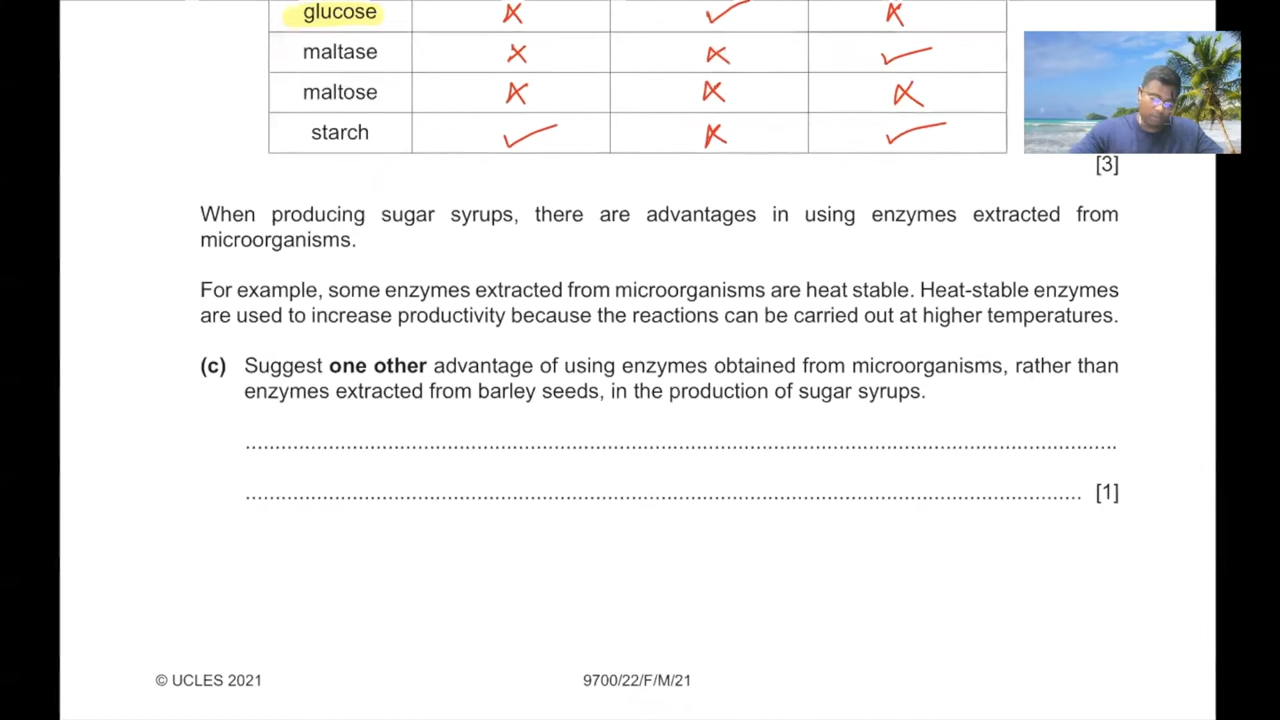 glucose
maltase
maltose
starch
[3]
When producing sugar syrups, there are advantages in using enzymes extracted from
microorganisms.
For example, some enzymes extracted from microorganisms are heat stable. Heat-stable enzymes
are used to increase productivity because the reactions can be carried out at higher temperatures.
(c) Suggest one other advantage of using enzymes obtained from microorganisms, rather than
enzymes extracted from barley seeds, in the production of sugar syrups.
....................................................................................................................................................
.............................................................................................................................................. [1]
© UCLES 2021 9700/22/F/M/21